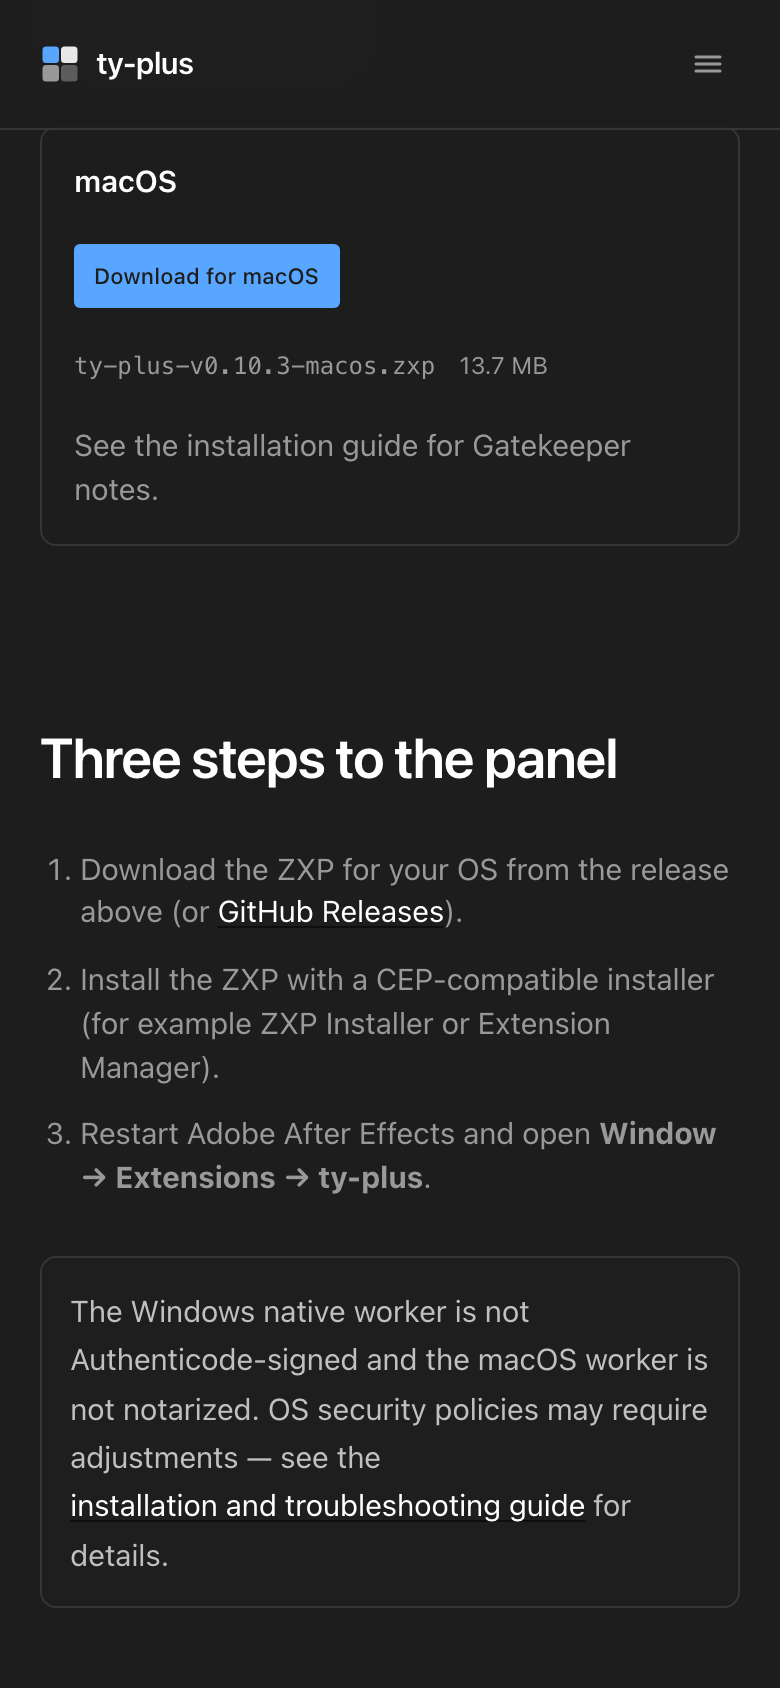 ty-plus
macOS
Download for macOS
ty-plus-v0.10.3-macos.zxp 13.7 MB
See the installation guide for Gatekeeper
notes.
Three steps to the panel
1. Download the ZXP for your OS from the release
above (or GitHub Releases).
2. Install the ZXP with a CEP-compatible installer
(for example ZXP Installer or Extension
Manager).
3. Restart Adobe After Effects and open Window
→ Extensions → ty-plus.
The Windows native worker is not
Authenticode-signed and the macOS worker is
not notarized. OS security policies may require
adjustments — see the
installation and troubleshooting guide for
details.